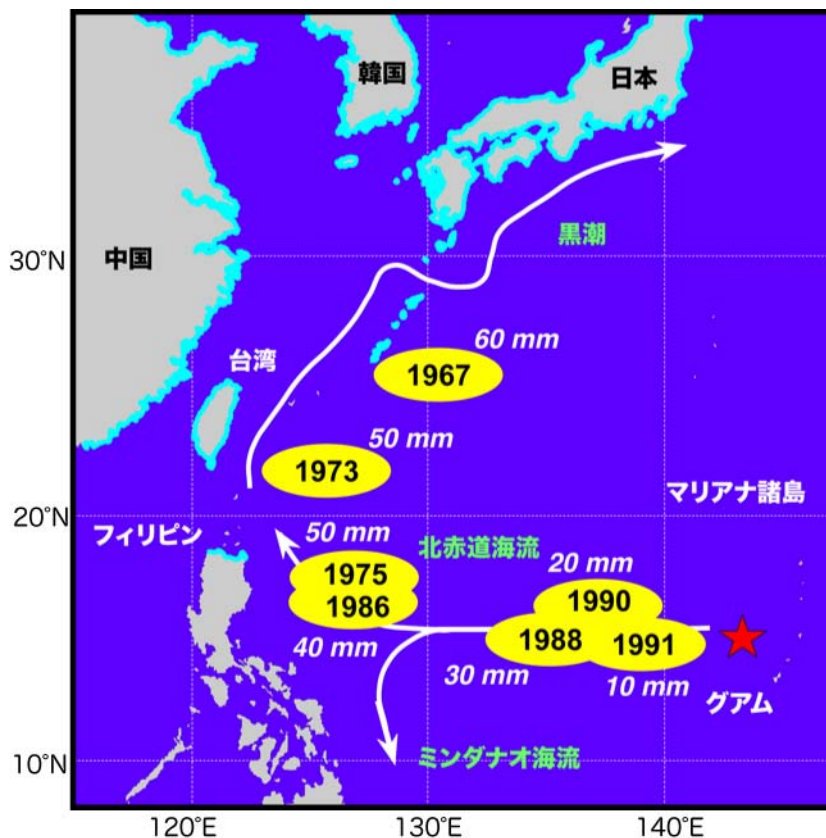 韓国
日本
黒潮
30°N
中国
60 mm
台湾
1967
50 mm
1973
マリアナ諸島
20°N
フィリピン
50 mm
北赤道海流
20 mm
1975
1990
1986
1988
1991
40 mm
30 mm
10 mm
グアム
10°N
ミンダナオ海流
120°E
130°E
140°E